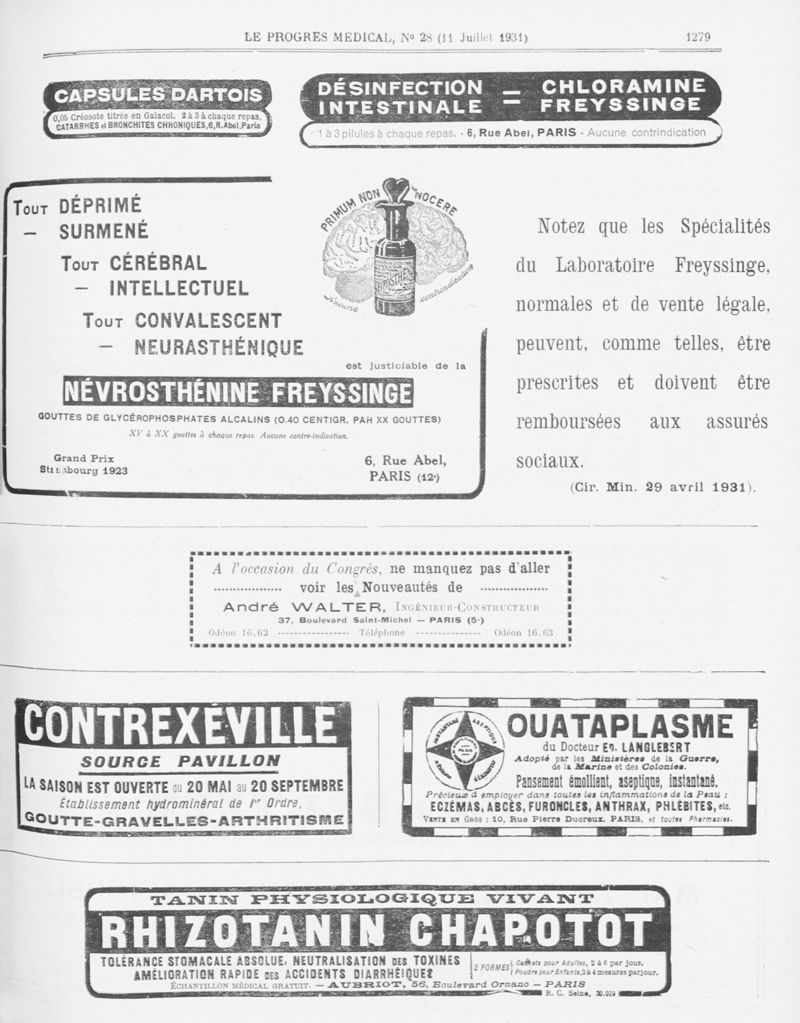 LE PROGRÈS MÉDICAL, Nº 28 (11 Juillet 1931) 1279
CAPSULES DARTOIS
0,05 Créosote titrée en Gaïacol. 2 à 3 à chaque repas.
CATARRHES et BRONCHITES CHRONIQUES, 6, R. Abel, Paris
DÉSINFECTION INTESTINALE = CHLORAMINE FREYSSINGE
1 à 3 pilules à chaque repas. - 6, Rue Abel, PARIS - Aucune contrindication
TOUT DÉPRIMÉ
— SURMENÉ
TOUT CÉRÉBRAL
— INTELLECTUEL
TOUT CONVALESCENT
— NEURASTHÉNIQUE
PRIMUM NON NOCERE
Aucune contrindication
est justiciable de la
NÉVROSTHÉNINE FREYSSINGE
GOUTTES DE GLYCÉROPHOSPHATES ALCALINS (0.40 CENTIGR. PAR XX GOUTTES)
XV à XX gouttes à chaque repas. Aucune contre-indication.
Grand Prix
Strasbourg 1923
6, Rue Abel,
PARIS (12e)
Notez que les Spécialités
du Laboratoire Freyssinge,
normales et de vente légale,
peuvent, comme telles, être
prescrites et doivent être
remboursées aux assurés
sociaux.
(Cir. Min. 29 avril 1931).
A l'occasion du Congrès, ne manquez pas d'aller
voir les Nouveautés de
André WALTER, INGÉNIEUR-CONSTRUCTEUR
37, Boulevard Saint-Michel — PARIS (5e)
Odéon 16.62 Téléphone Odéon 16.63
CONTREXÉVILLE
SOURCE PAVILLON
LA SAISON EST OUVERTE du 20 MAI au 20 SEPTEMBRE
Établissement hydrominéral de 1er Ordre.
GOUTTE-GRAVELLES-ARTHRITISME
INSTANTANÉ ASEPTIQUE
OUATAPLASME
du Docteur ED. LANGLEBERT
Adopté par les Ministères de la Guerre,
de la Marine et des Colonies.
Pansement émollient, aseptique, instantané.
Précieux à employer dans toutes les inflammations de la Peau :
ECZÉMAS, ABCÈS, FURONCLES, ANTHRAX, PHLÉBITES, etc.
VENTE EN GROS : 10, Rue Pierre Ducreux, PARIS, et toutes Pharmacies.
TANIN PHYSIOLOGIQUE VIVANT
RHIZOTANIN CHAPOTOT
TOLÉRANCE STOMACALE ABSOLUE, NEUTRALISATION DES TOXINES
AMÉLIORATION RAPIDE DES ACCIDENTS DIARRHÉIQUES
2 FORMES
Cachets pour Adultes, 2 à 6 par jour.
Poudre pour Enfants, 2 à 4 mesures par jour.
ÉCHANTILLON MÉDICAL GRATUIT. — AUBRIOT, 56, Boulevard Ornano — PARIS
R. C. Seine, 20.019